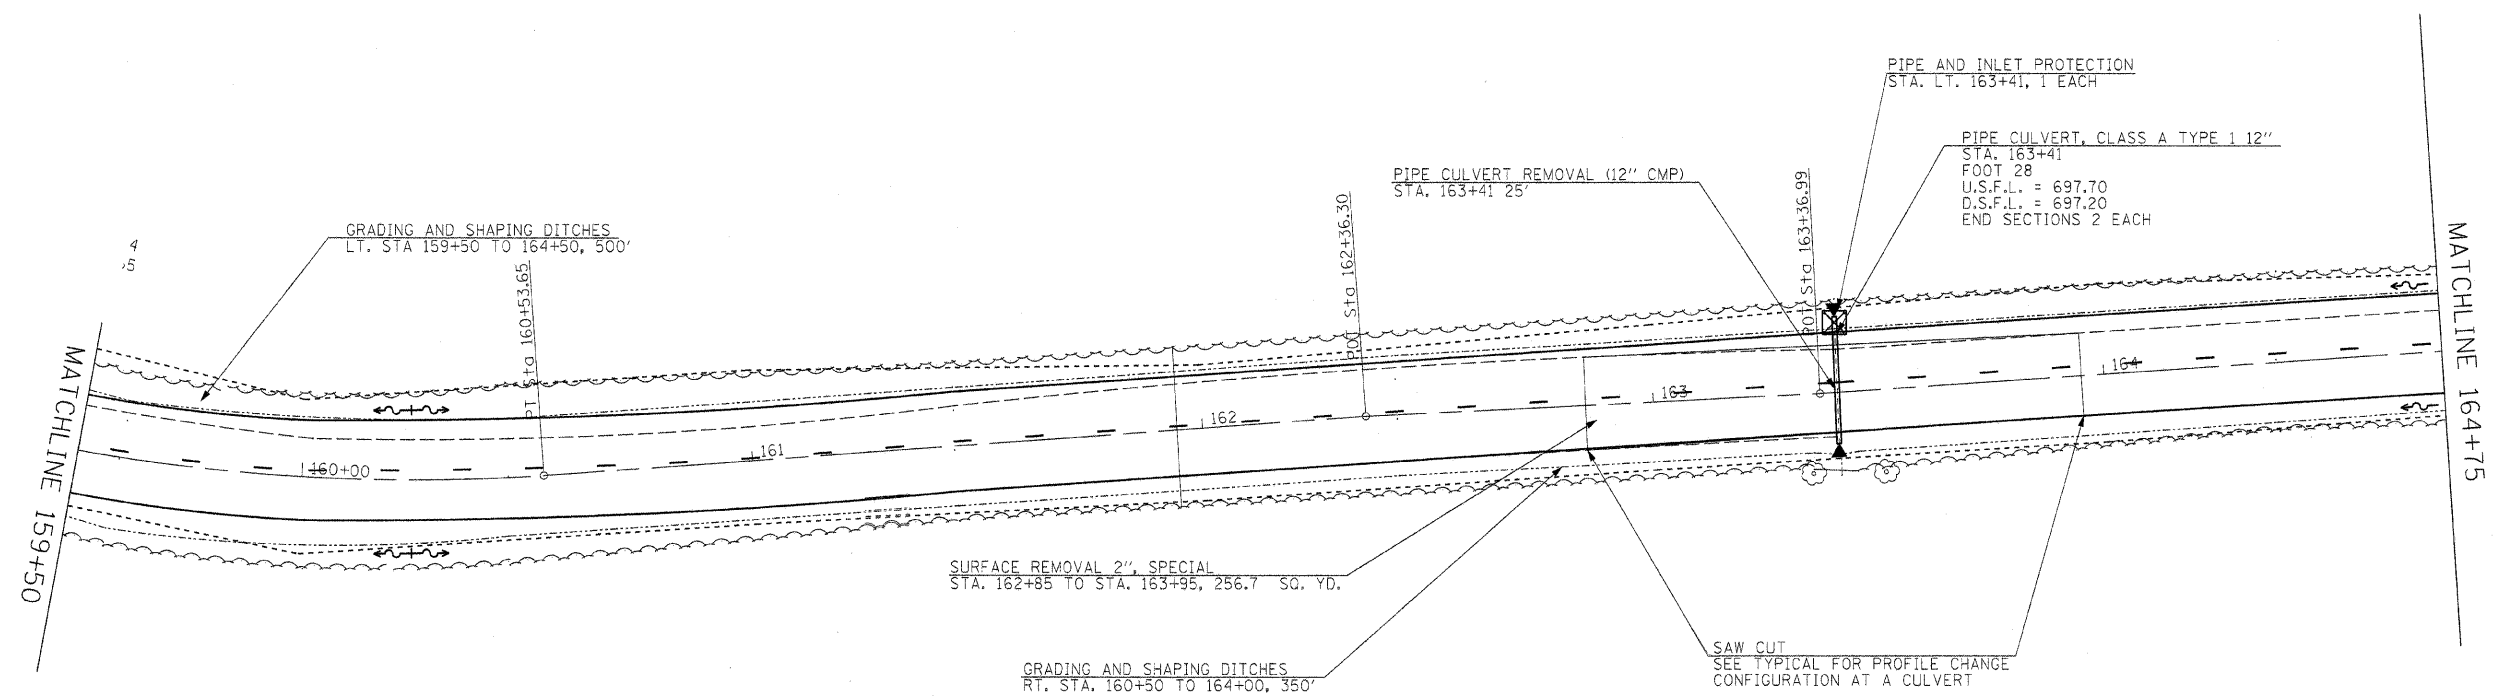 PIPE AND INLET PROTECTION
STA. LT. 163+41, 1 EACH
PIPE CULVERT, CLASS A TYPE 1 12"
STA. 163+41
FOOT 28
U.S.F.L. = 697.70
D.S.F.L. = 697.20
END SECTIONS 2 EACH
PIPE CULVERT REMOVAL (12" CMP)
STA. 163+41 25'
GRADING AND SHAPING DITCHES
LT. STA 159+50 TO 164+50, 500'
4
5
PT Sta 160+53.65
POT Sta 162+36.30
POT Sta 163+36.99
MATCHLINE 159+50
MATCHLINE 164+75
160+00
161
162
163
164
SURFACE REMOVAL 2", SPECIAL
STA. 162+85 TO STA. 163+95, 256.7 SQ. YD.
GRADING AND SHAPING DITCHES
RT. STA. 160+50 TO 164+00, 350'
SAW CUT
SEE TYPICAL FOR PROFILE CHANGE
CONFIGURATION AT A CULVERT